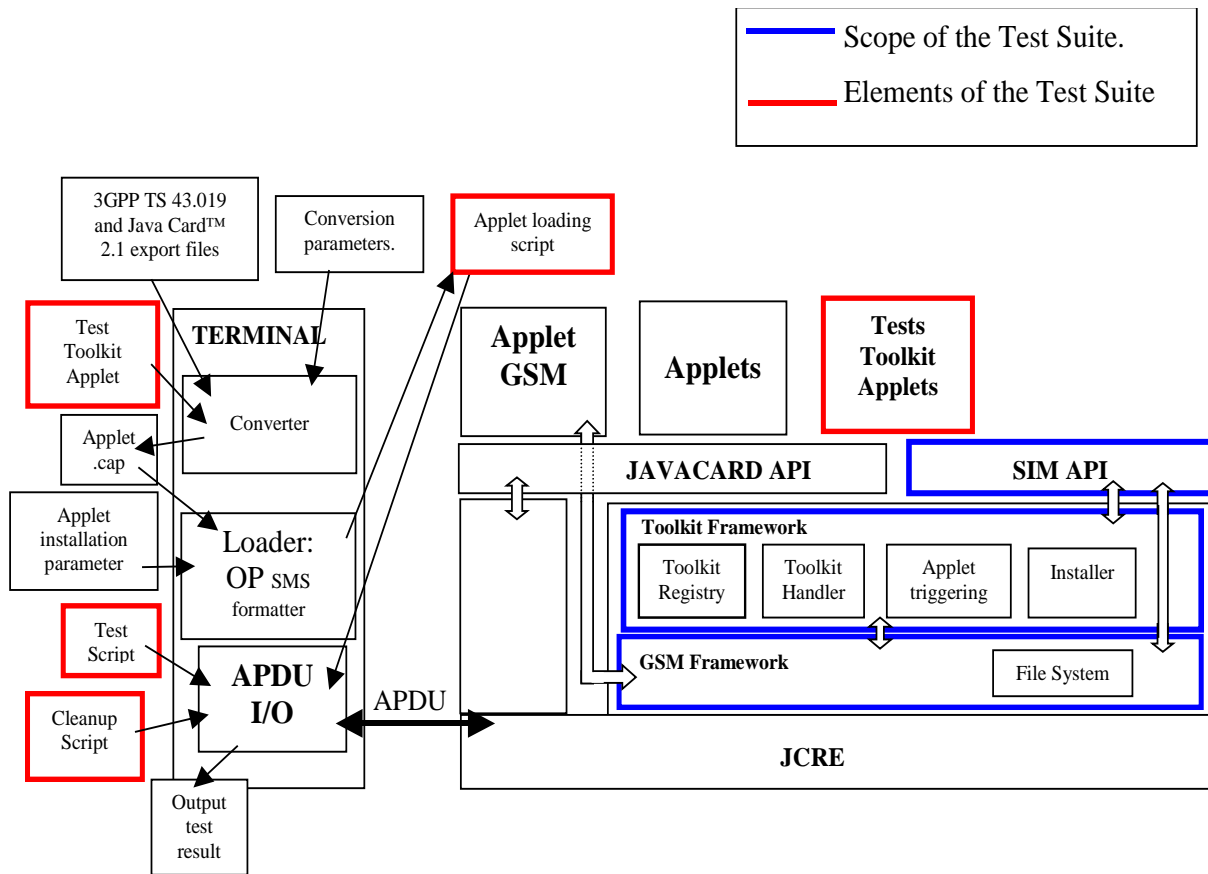 Scope of the Test Suite.
Elements of the Test Suite
3GPP TS 43.019
and Java Card™
2.1 export files
Conversion
parameters.
Applet loading
script
Test
Toolkit
Applet
TERMINAL
Converter
Applet
.cap
Applet
installation
parameter
Loader:
OP SMS
formatter
Test
Script
APDU
I/O
Cleanup
Script
Output
test
result
APDU
Applet
GSM
Applets
Tests
Toolkit
Applets
JAVACARD API
SIM API
Toolkit Framework
Toolkit
Registry
Toolkit
Handler
Applet
triggering
Installer
GSM Framework
File System
JCRE